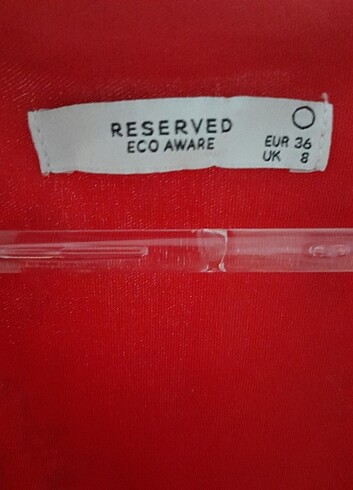 RESERVED
ECO AWARE
EUR 36
UK 8